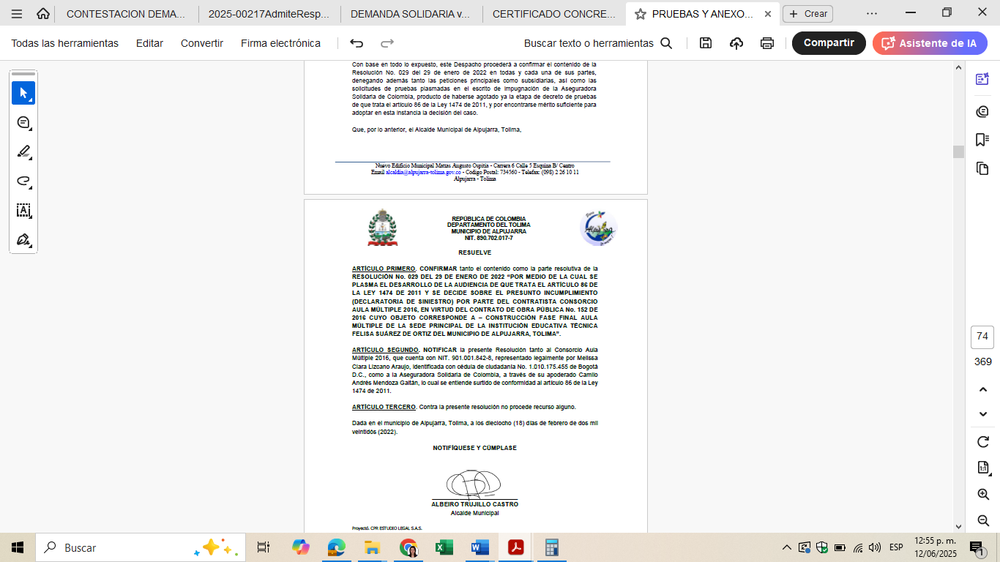 CONTESTACION DEMA...
2025-00217AdmiteResp...
DEMANDA SOLIDARIA v...
CERTIFICADO CONCRE...
PRUEBAS Y ANEXO...
Crear
Todas las herramientas
Editar
Convertir
Firma electrónica
Buscar texto o herramientas
Compartir
Asistente de IA
Con base en todo lo expuesto, este Despacho procederá a confirmar el contenido de la
Resolución No. 029 del 29 de enero de 2022 en todas y cada una de sus partes,
denegando además tanto las peticiones principales como subsidiarias, así como las
solicitudes de pruebas plasmadas en el escrito de impugnación de la Aseguradora
Solidaria de Colombia, producto de haberse agotado ya la etapa de decreto de pruebas
de que trata el artículo 86 de la Ley 1474 de 2011, y por encontrarse mérito suficiente para
adoptar en esta instancia la decisión del caso.
Que, por lo anterior, el Alcalde Municipal de Alpujarra, Tolima,
Nuevo Edificio Municipal Matias Augusto Ospitia - Carrera 6 Calle 5 Esquina B/ Centro
Email alcaldia@alpujarra-tolima.gov.co - Código Postal: 734560 - Telefax: (098) 2 26 10 11
Alpujarra - Tolima
REPÚBLICA DE COLOMBIA
DEPARTAMENTO DEL TOLIMA
MUNICIPIO DE ALPUJARRA
NIT. 890.702.017-7
RESUELVE
ARTÍCULO PRIMERO. CONFIRMAR tanto el contenido como la parte resolutiva de la
RESOLUCIÓN No. 029 DEL 29 DE ENERO DE 2022 “POR MEDIO DE LA CUAL SE
PLASMA EL DESARROLLO DE LA AUDIENCIA DE QUE TRATA EL ARTÍCULO 86 DE
LA LEY 1474 DE 2011 Y SE DECIDE SOBRE EL PRESUNTO INCUMPLIMIENTO
(DECLARATORIA DE SINIESTRO) POR PARTE DEL CONTRATISTA CONSORCIO
AULA MÚLTIPLE 2016, EN VIRTUD DEL CONTRATO DE OBRA PÚBLICA No. 152 DE
2016 CUYO OBJETO CORRESPONDE A – CONSTRUCCIÓN FASE FINAL AULA
MÚLTIPLE DE LA SEDE PRINCIPAL DE LA INSTITUCIÓN EDUCATIVA TÉCNICA
FELISA SUÁREZ DE ORTIZ DEL MUNICIPIO DE ALPUJARRA, TOLIMA”.
ARTÍCULO SEGUNDO. NOTIFICAR la presente Resolución tanto al Consorcio Aula
Múltiple 2016, que cuenta con NIT. 901.001.842-8, representado legalmente por Melissa
Clara Lizcano Araujo, identificada con cédula de ciudadanía No. 1.010.175.455 de Bogotá
D.C., como a la Aseguradora Solidaria de Colombia, a través de su apoderado Camilo
Andrés Mendoza Gaitán, lo cual se entiende surtido de conformidad al artículo 86 de la Ley
1474 de 2011.
ARTÍCULO TERCERO. Contra la presente resolución no procede recurso alguno.
Dada en el municipio de Alpujarra, Tolima, a los dieciocho (18) días de febrero de dos mil
veintidós (2022).
NOTIFÍQUESE Y CÚMPLASE
ALBEIRO TRUJILLO CASTRO
Alcalde Municipal
Proyectó. CPR ESTUDIO LEGAL S.A.S.
74
369
Buscar
ESP
12:55 p. m.
12/06/2025
1